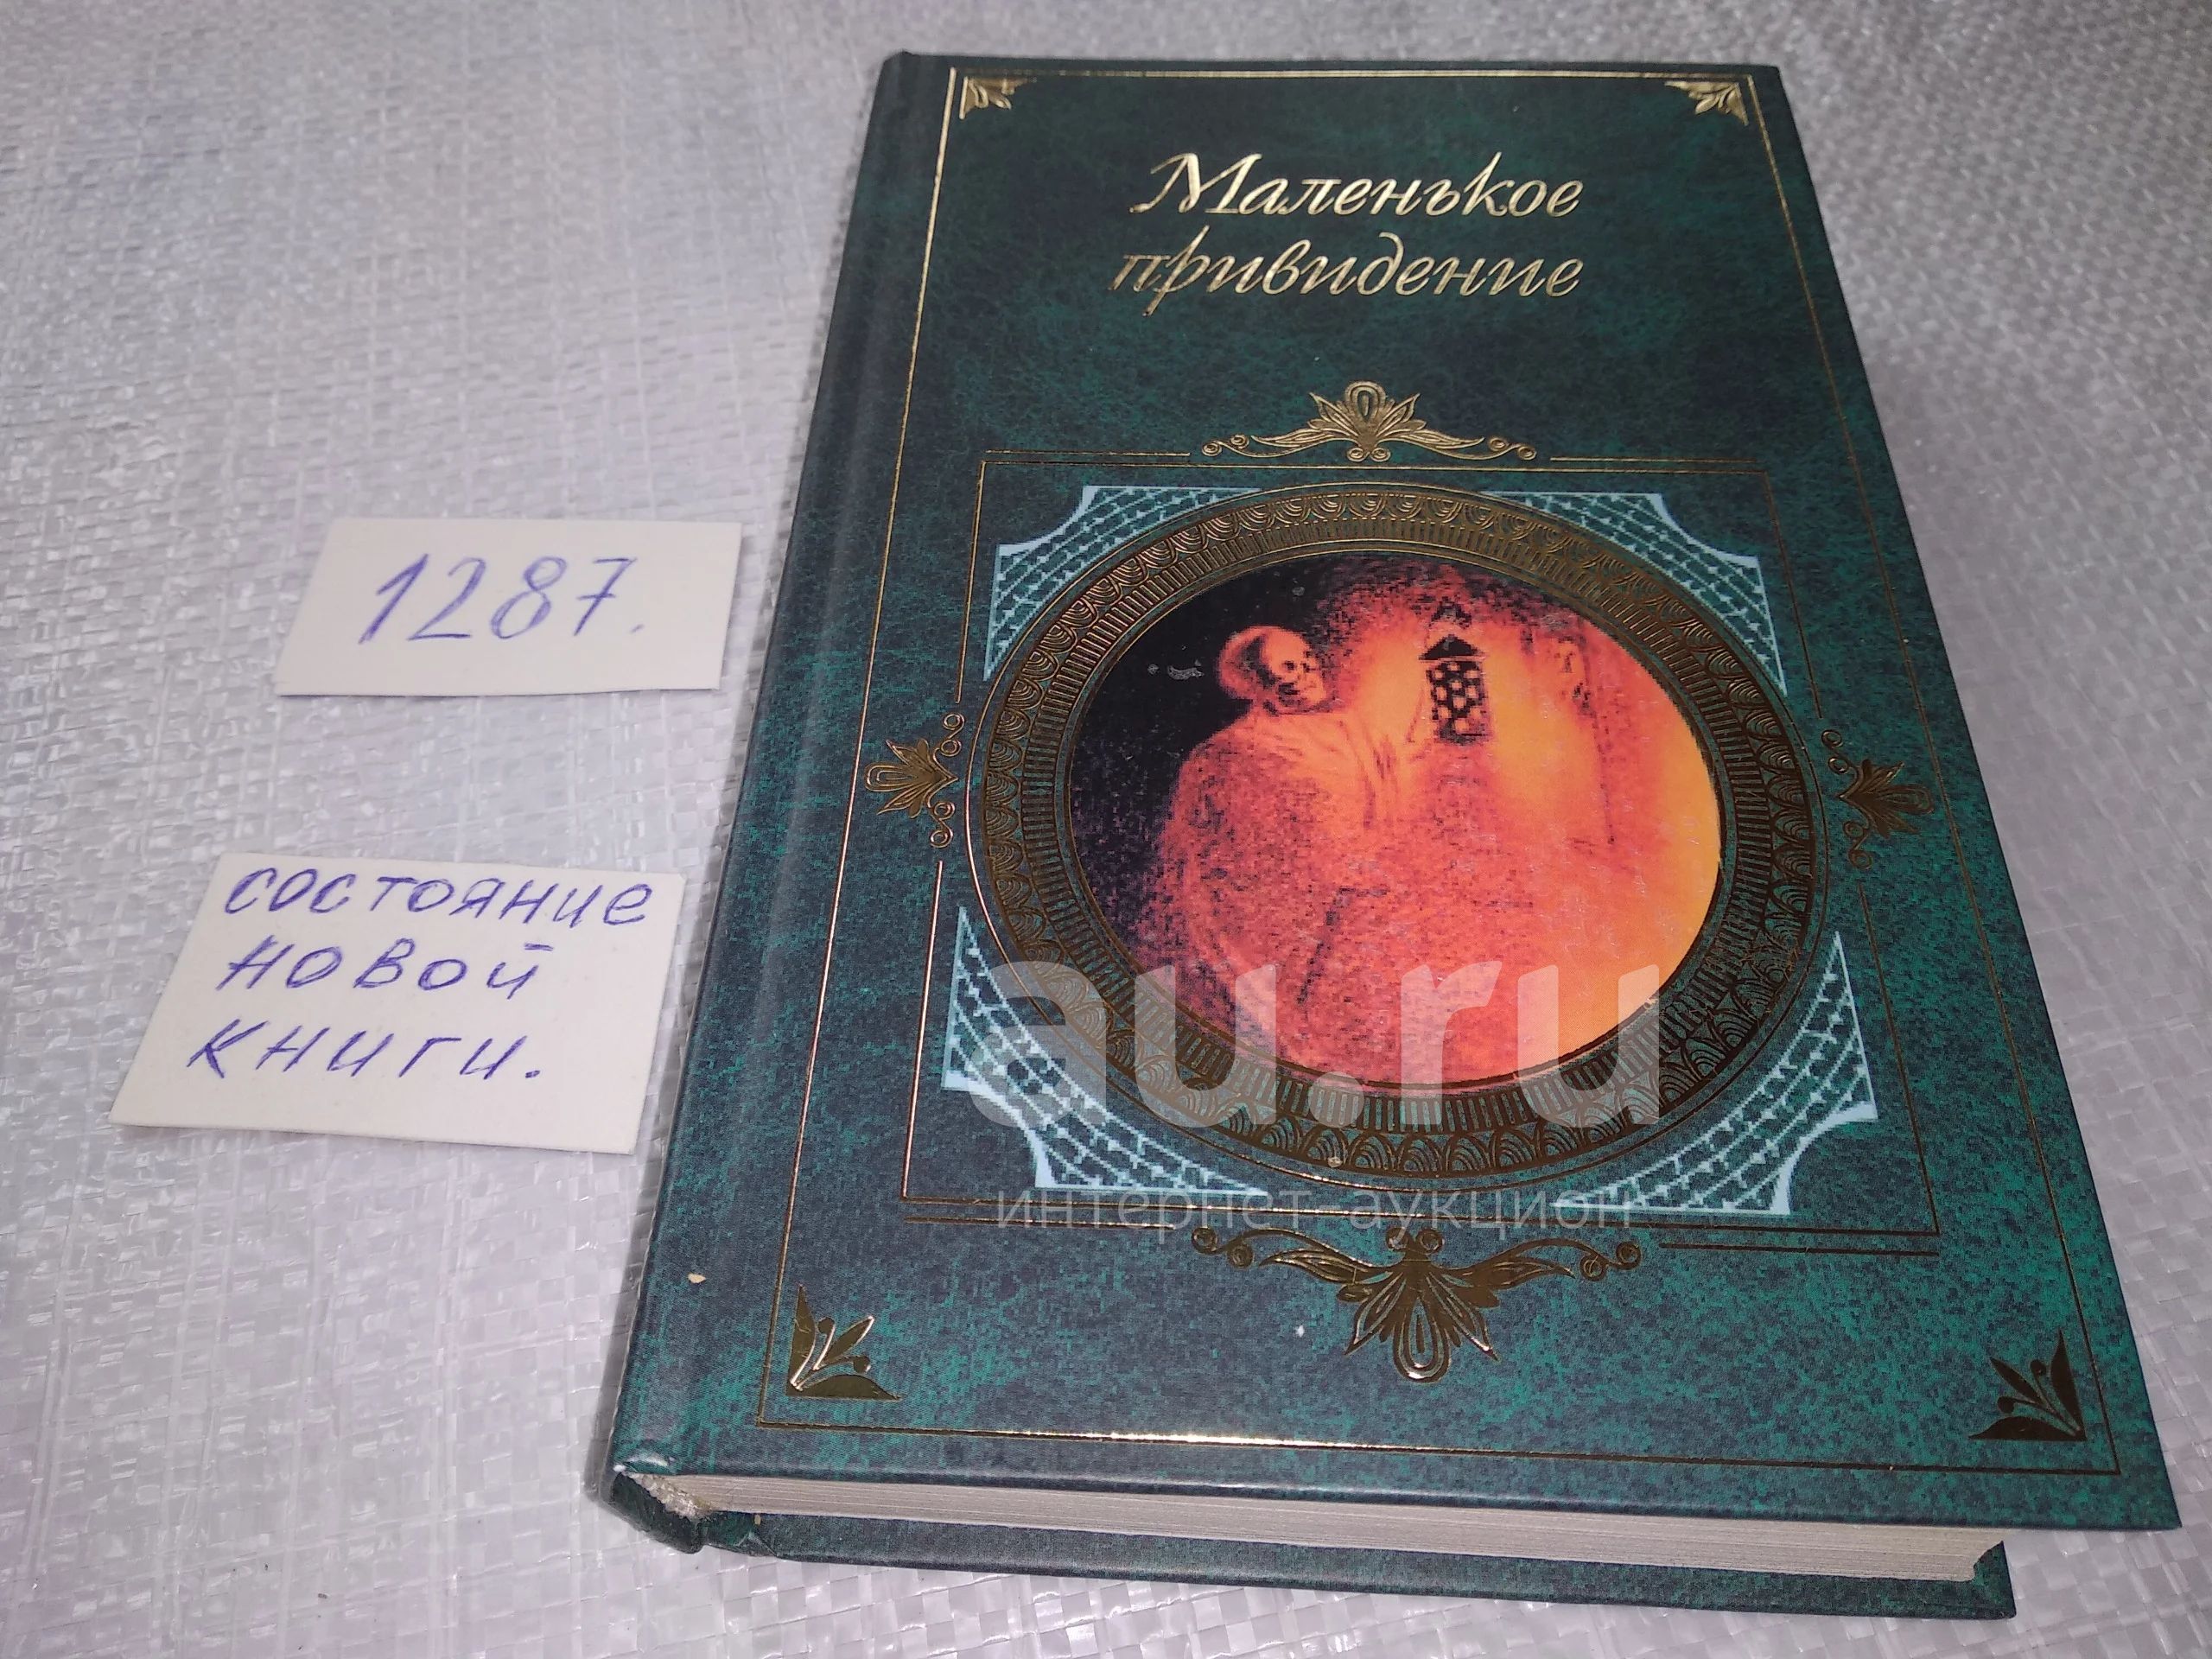 Маленькое
привидение
1287.
состояние
новой
книги.
au.ru
интернет-аукцион